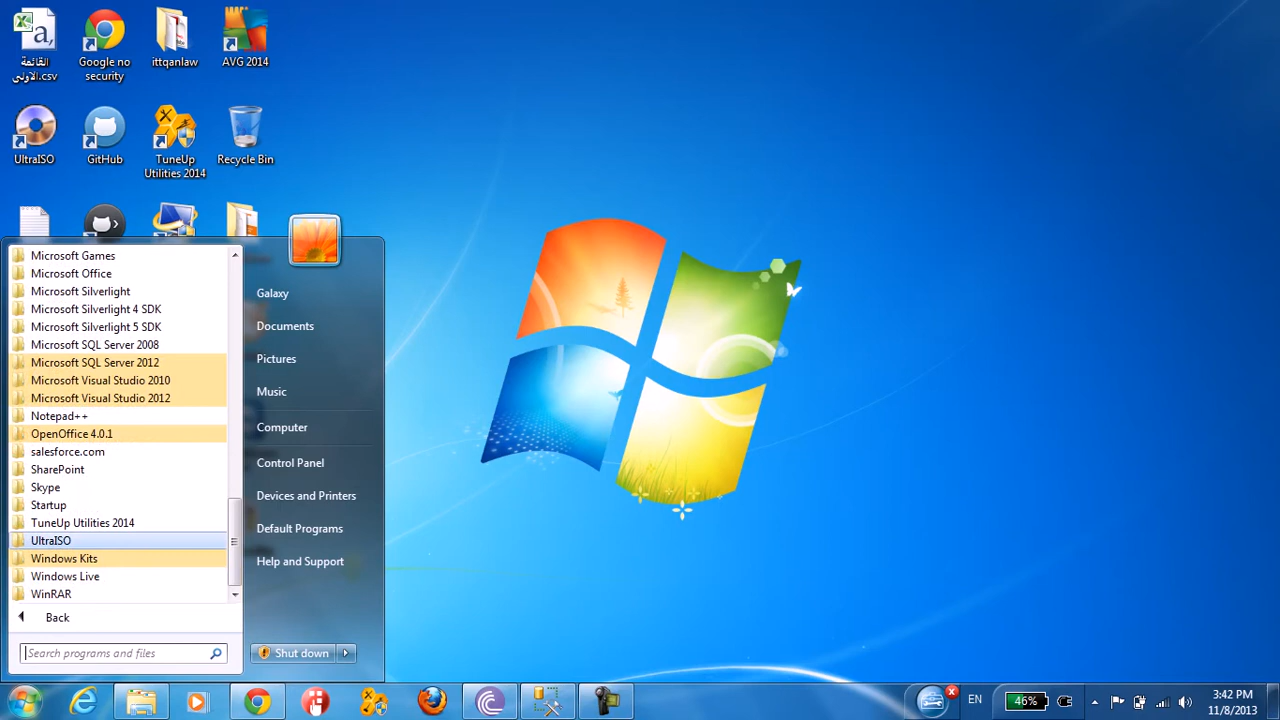 القائمة
الاولى.csv
Google no
security
ittqanlaw
AVG 2014
UltraISO
GitHub
TuneUp
Utilities 2014
Recycle Bin
Microsoft Games
Microsoft Office
Microsoft Silverlight
Microsoft Silverlight 4 SDK
Microsoft Silverlight 5 SDK
Microsoft SQL Server 2008
Microsoft SQL Server 2012
Microsoft Visual Studio 2010
Microsoft Visual Studio 2012
Notepad++
OpenOffice 4.0.1
salesforce.com
SharePoint
Skype
Startup
TuneUp Utilities 2014
UltraISO
Windows Kits
Windows Live
WinRAR
Back
Search programs and files
Galaxy
Documents
Pictures
Music
Computer
Control Panel
Devices and Printers
Default Programs
Help and Support
Shut down
EN
46%
3:42 PM
11/8/2013